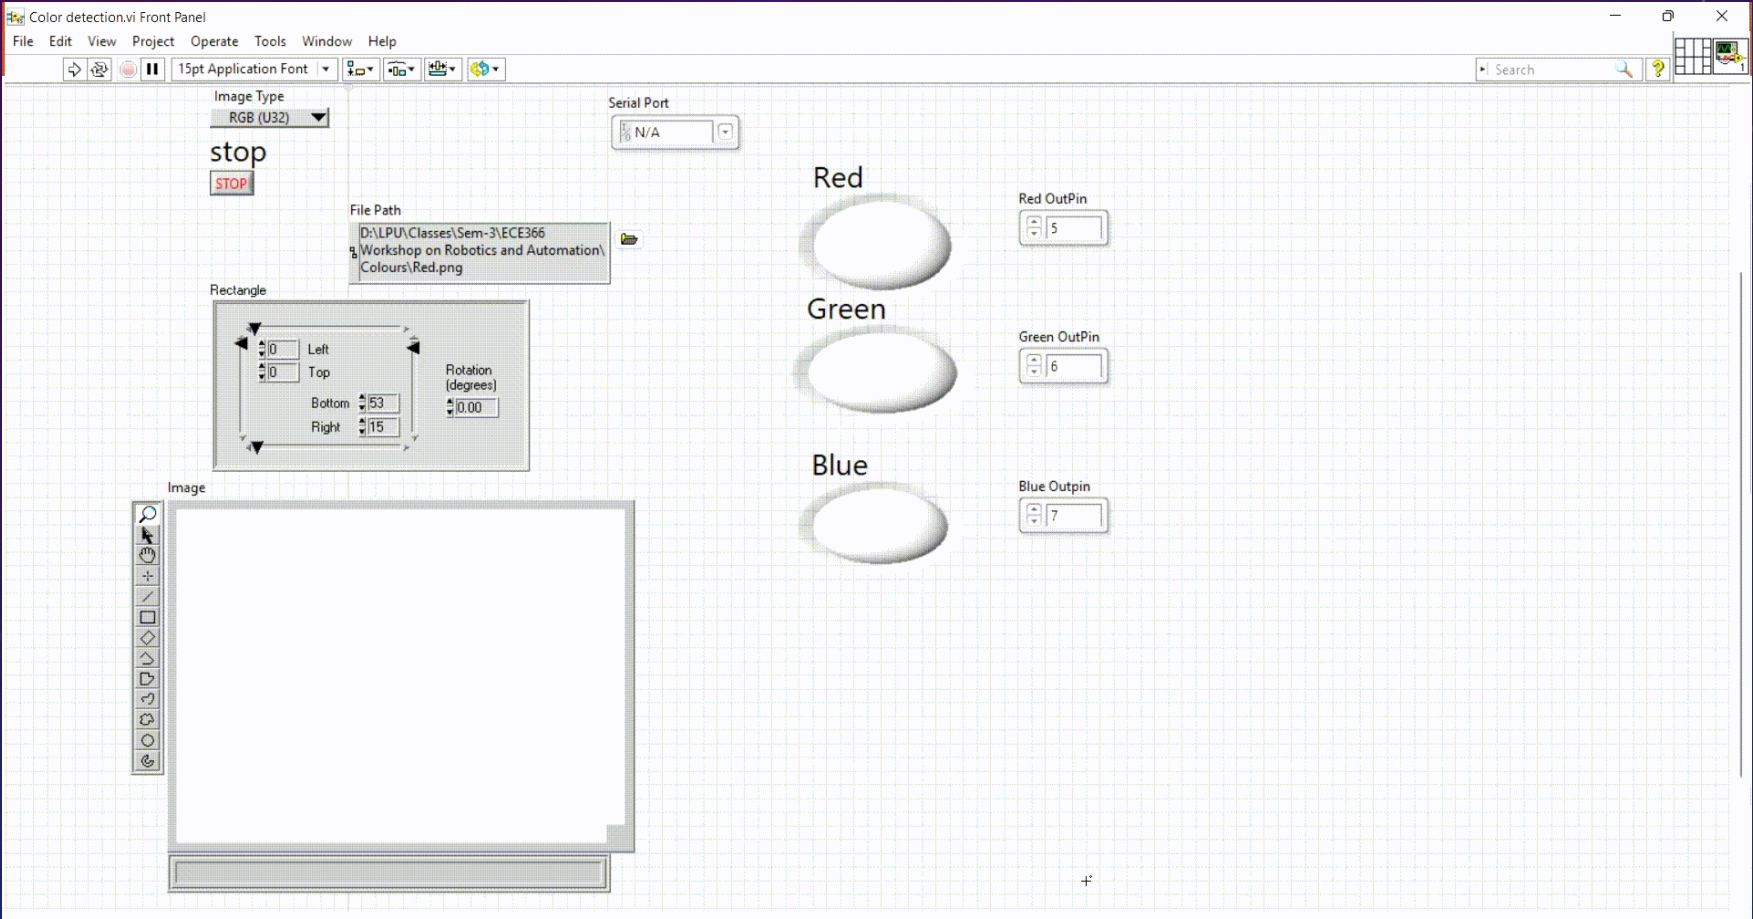 Color detection.vi Front Panel
File Edit View Project Operate Tools Window Help
15pt Application Font
Search
?
1
Image Type
RGB (U32)
stop
STOP
Serial Port
N/A
File Path
D:\LPU\Classes\Sem-3\ECE366
Workshop on Robotics and Automation\
Colours\Red.png
Rectangle
0 Left
0 Top
Bottom 53
Right 15
Rotation
(degrees)
0.00
Image
Red
Red OutPin
5
Green
Green OutPin
6
Blue
Blue Outpin
7